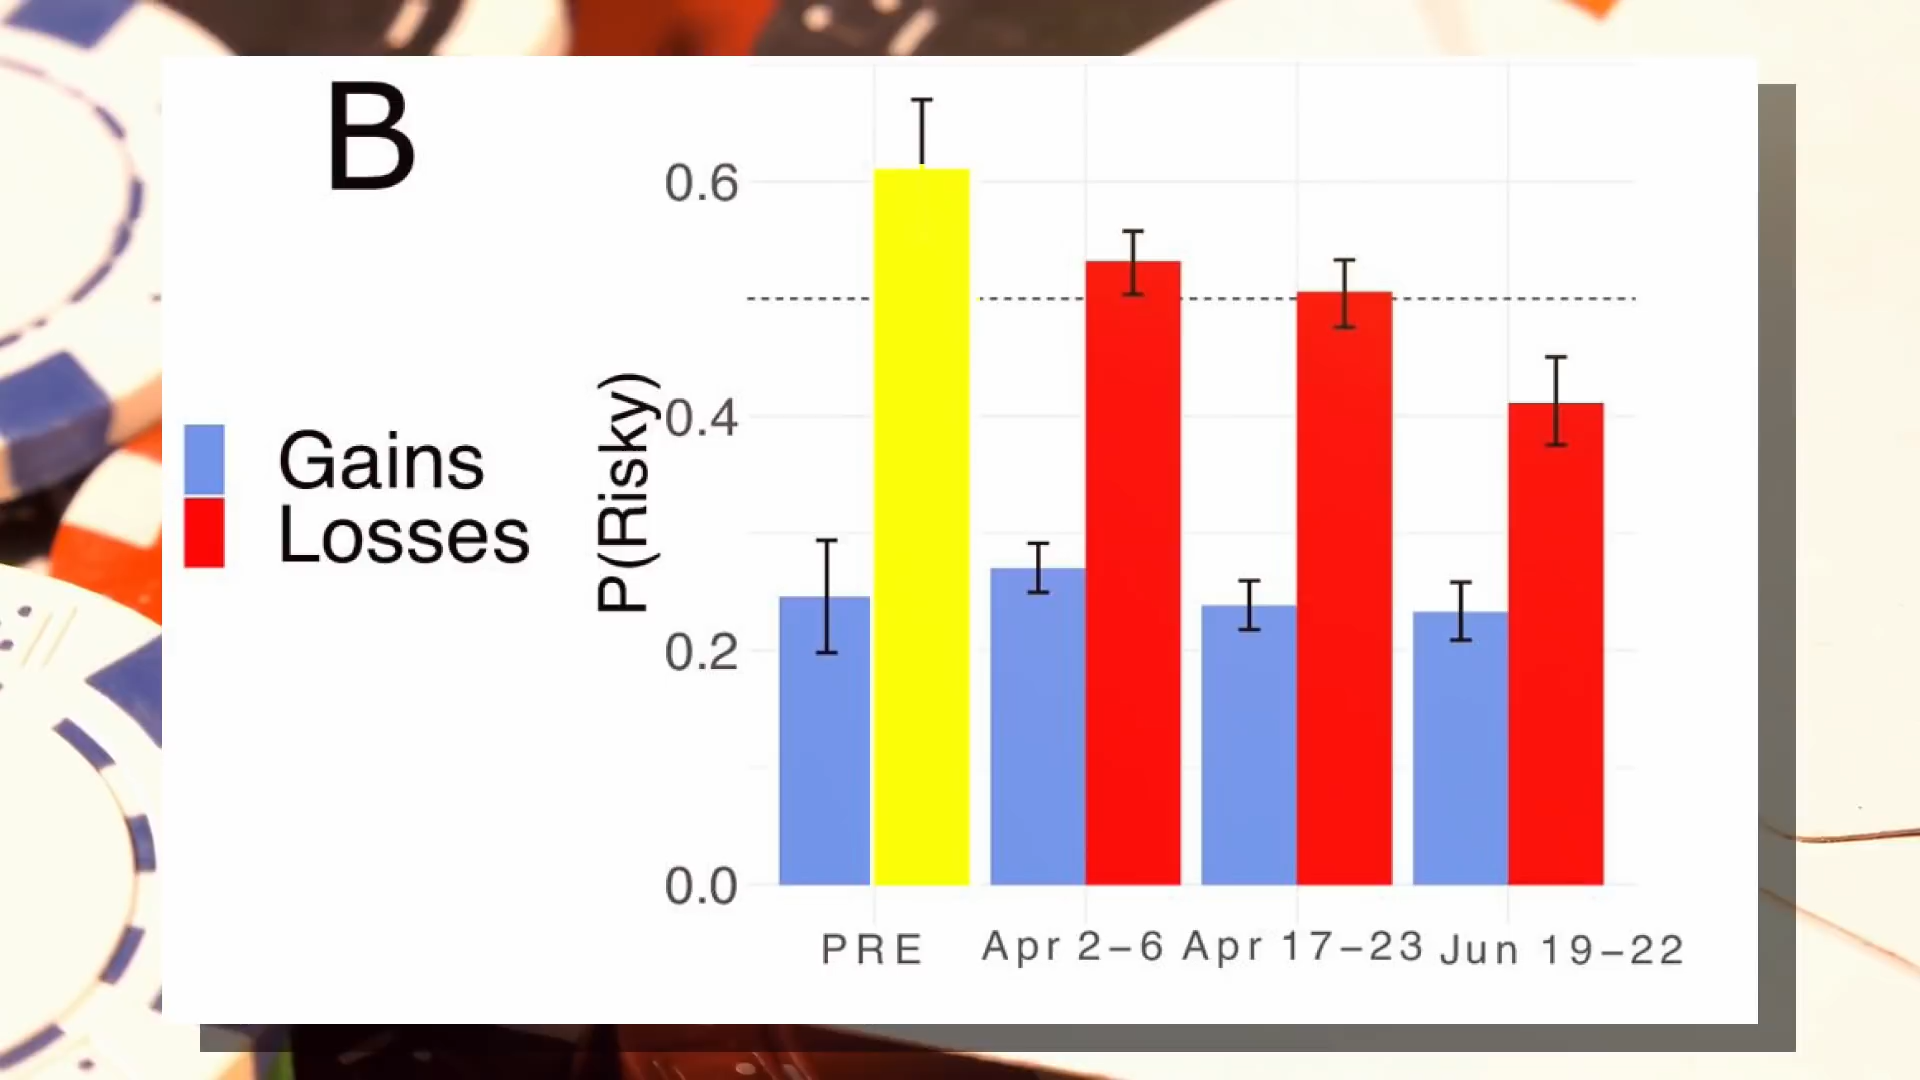 B
Gains
Losses
P(Risky)
0.6
0.4
0.2
0.0
PRE
Apr 2–6
Apr 17–23
Jun 19–22